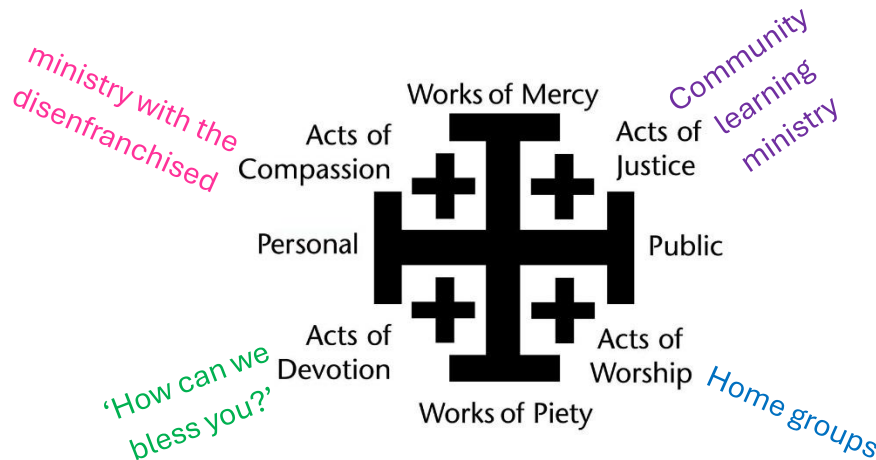 ministry with the
disenfranchised
Community
learning
ministry
Works of Mercy
Acts of
Compassion
Acts of
Justice
Personal
Public
Acts of
Devotion
Acts of
Worship
Works of Piety
‘How can we
bless you?’
Home groups